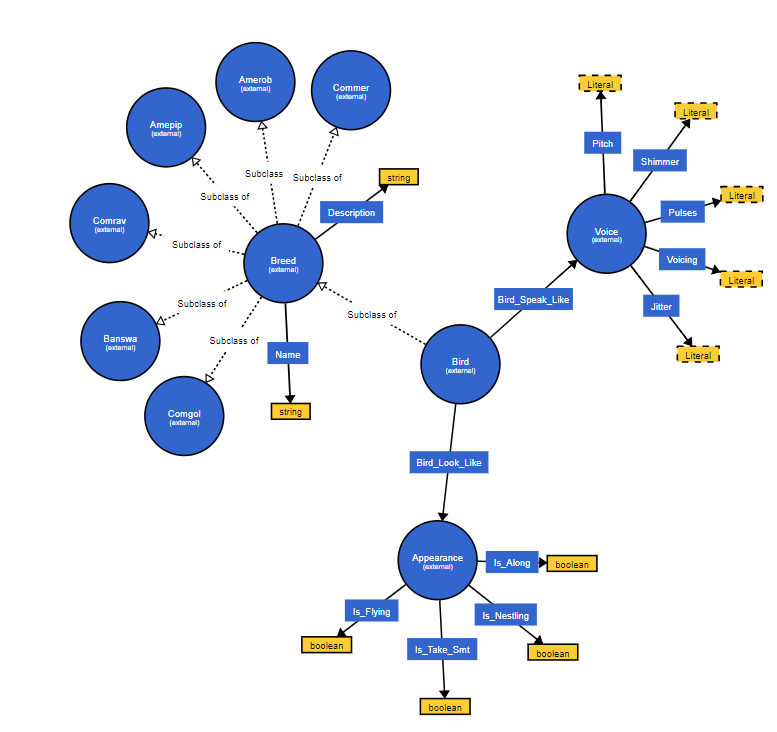 Amerob
(external)
Commer
(external)
Literal
Literal
Amepip
(external)
Pitch
Shimmer
Subclass
Subclass of
string
Subclass of
Literal
Description
Pulses
Comrav
(external)
Voice
(external)
Subclass of
Breed
(external)
Voicing
Literal
Bird_Speak_Like
Subclass of
Jitter
Subclass of
Banswa
(external)
Subclass of
Name
Literal
Bird
(external)
Comgol
(external)
string
Bird_Look_Like
Appearance
(external)
Is_Along
boolean
Is_Flying
Is_Nestling
boolean
Is_Take_Smt
boolean
boolean